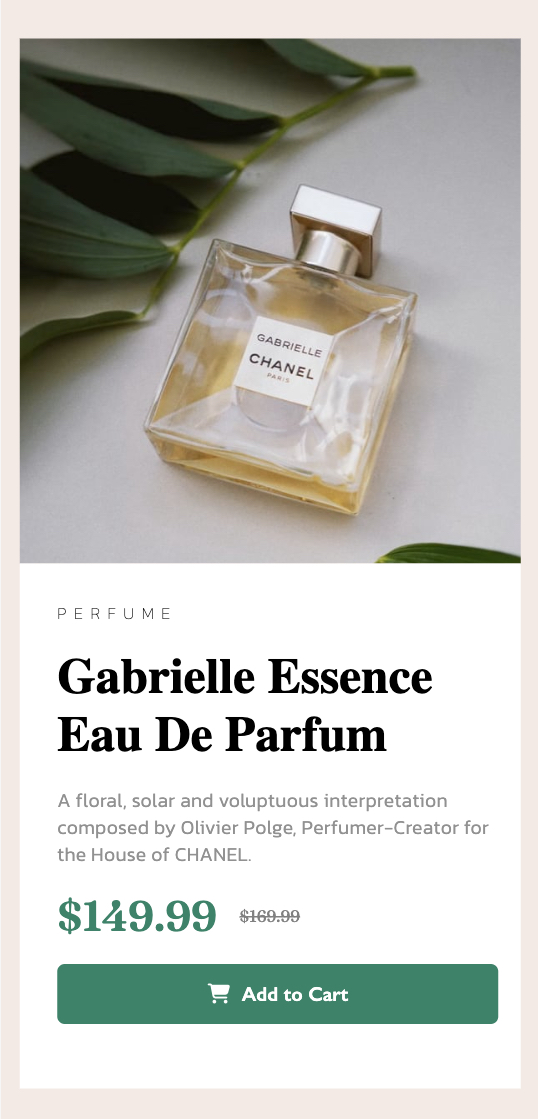 GABRIELLE
CHANEL
PARIS
PERFUME
Gabrielle Essence
Eau De Parfum
A floral, solar and voluptuous interpretation
composed by Olivier Polge, Perfumer-Creator for
the House of CHANEL.
$149.99 $169.99
Add to Cart